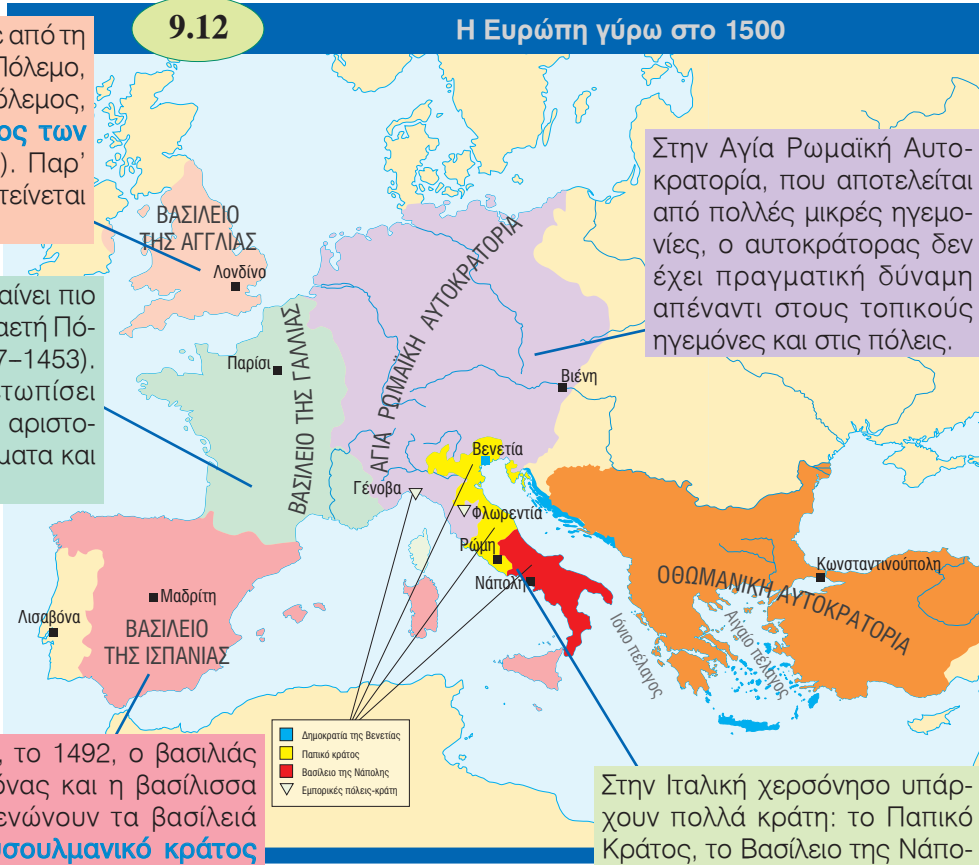 9.12
Η Ευρώπη γύρω στο 1500
από τη
Πόλεμο,
όλεμος,
ος των
). Παρ'
τείνεται
Στην Αγία Ρωμαϊκή Αυτο-
κρατορία, που αποτελείται
από πολλές μικρές ηγεμο-
νίες, ο αυτοκράτορας δεν
έχει πραγματική δύναμη
απέναντι στους τοπικούς
ηγεμόνες και στις πόλεις.
ΒΑΣΙΛΕΙΟ
ΤΗΣ ΑΓΓΛΙΑΣ
Λονδίνο
αίνει πιο
αετή Πό-
7–1453).
ετωπίσει
αριστο-
ματα και
Παρίσι
ΒΑΣΙΛΕΙΟ ΤΗΣ ΓΑΛΛΙΑΣ
ΑΓΙΑ ΡΩΜΑΪΚΗ ΑΥΤΟΚΡΑΤΟΡΙΑ
Βιένη
Βενετία
Γένοβα
Φλωρεντία
Ρώμη
Νάπολη
Κωνσταντινούπολη
ΟΘΩΜΑΝΙΚΗ ΑΥΤΟΚΡΑΤΟΡΙΑ
Ιόνιο πέλαγος
Αιγαίο πέλαγος
Μαδρίτη
Λισαβόνα
ΒΑΣΙΛΕΙΟ
ΤΗΣ ΙΣΠΑΝΙΑΣ
Δημοκρατία της Βενετίας
Παπικό κράτος
Βασίλειο της Νάπολης
Εμπορικές πόλεις-κράτη
, το 1492, ο βασιλιάς
όνας και η βασίλισσα
ενώνουν τα βασίλειά
υσουλμανικό κράτος
Στην Ιταλική χερσόνησο υπάρ-
χουν πολλά κράτη: το Παπικό
Κράτος, το Βασίλειο της Νάπο-